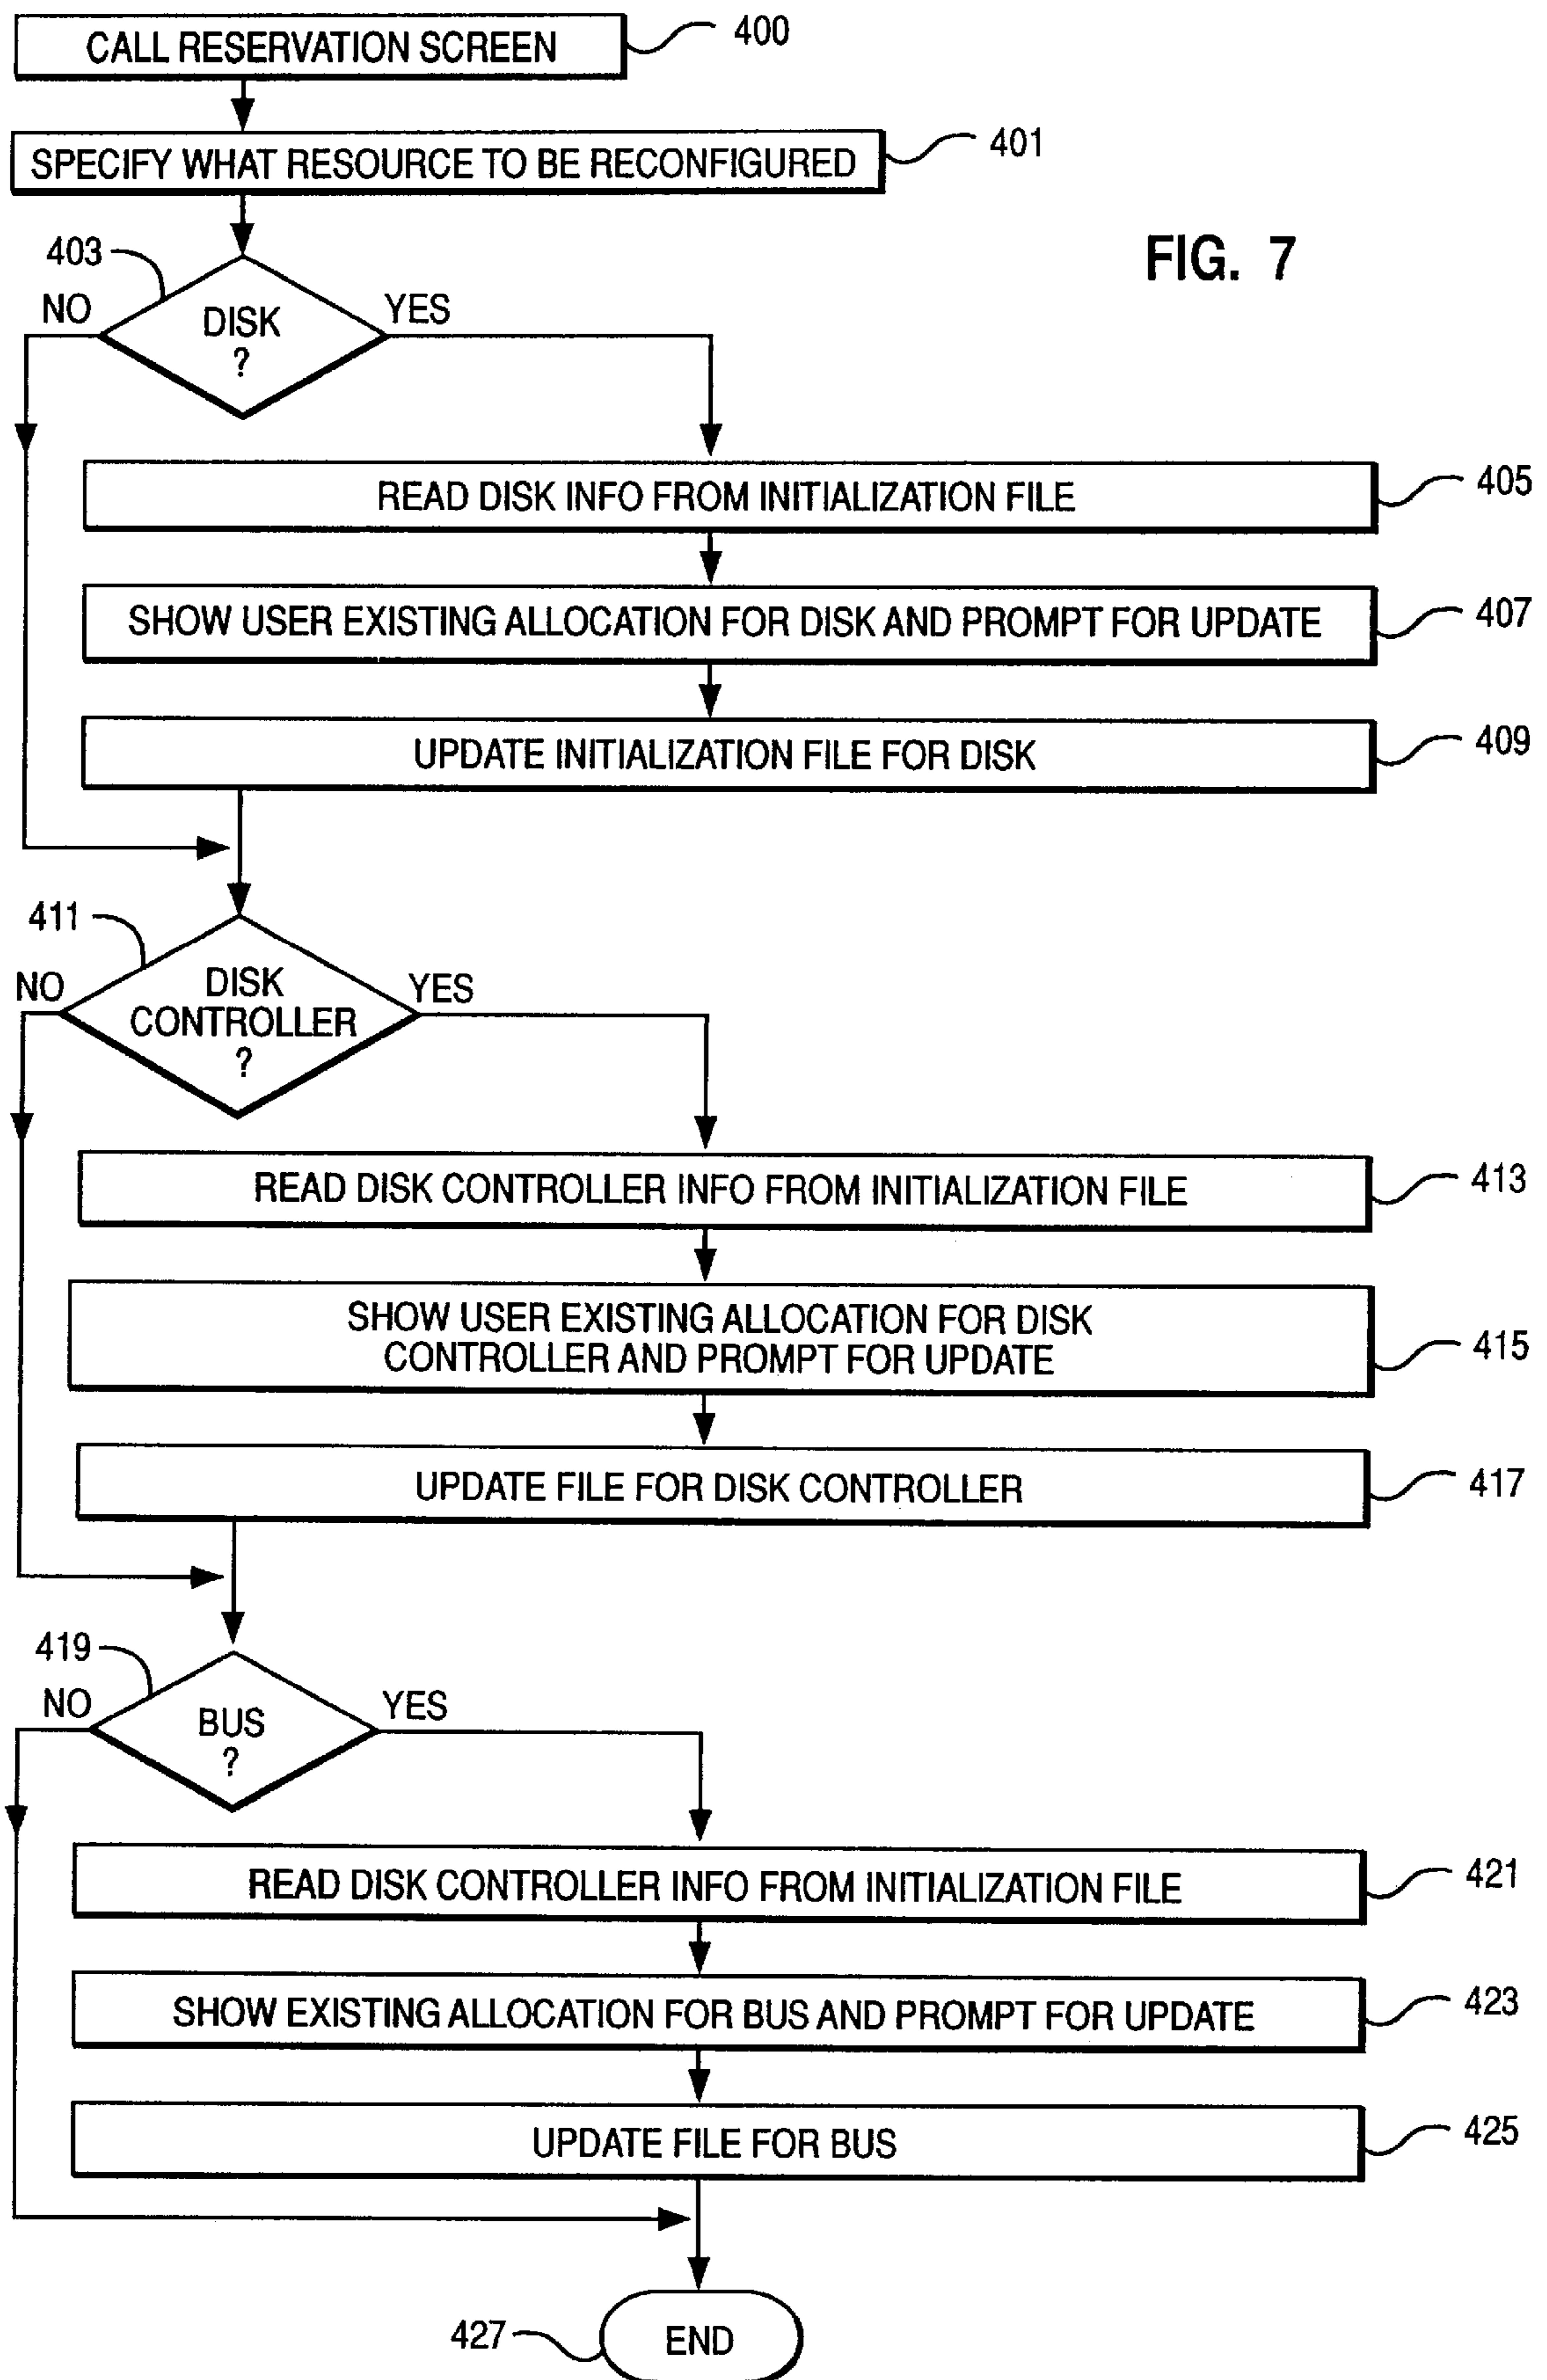 CALL RESERVATION SCREEN
400
SPECIFY WHAT RESOURCE TO BE RECONFIGURED
401
FIG. 7
403
NO
DISK
?
YES
READ DISK INFO FROM INITIALIZATION FILE
405
SHOW USER EXISTING ALLOCATION FOR DISK AND PROMPT FOR UPDATE
407
UPDATE INITIALIZATION FILE FOR DISK
409
411
NO
DISK
CONTROLLER
?
YES
READ DISK CONTROLLER INFO FROM INITIALIZATION FILE
413
SHOW USER EXISTING ALLOCATION FOR DISK
CONTROLLER AND PROMPT FOR UPDATE
415
UPDATE FILE FOR DISK CONTROLLER
417
419
NO
BUS
?
YES
READ DISK CONTROLLER INFO FROM INITIALIZATION FILE
421
SHOW EXISTING ALLOCATION FOR BUS AND PROMPT FOR UPDATE
423
UPDATE FILE FOR BUS
425
427
END